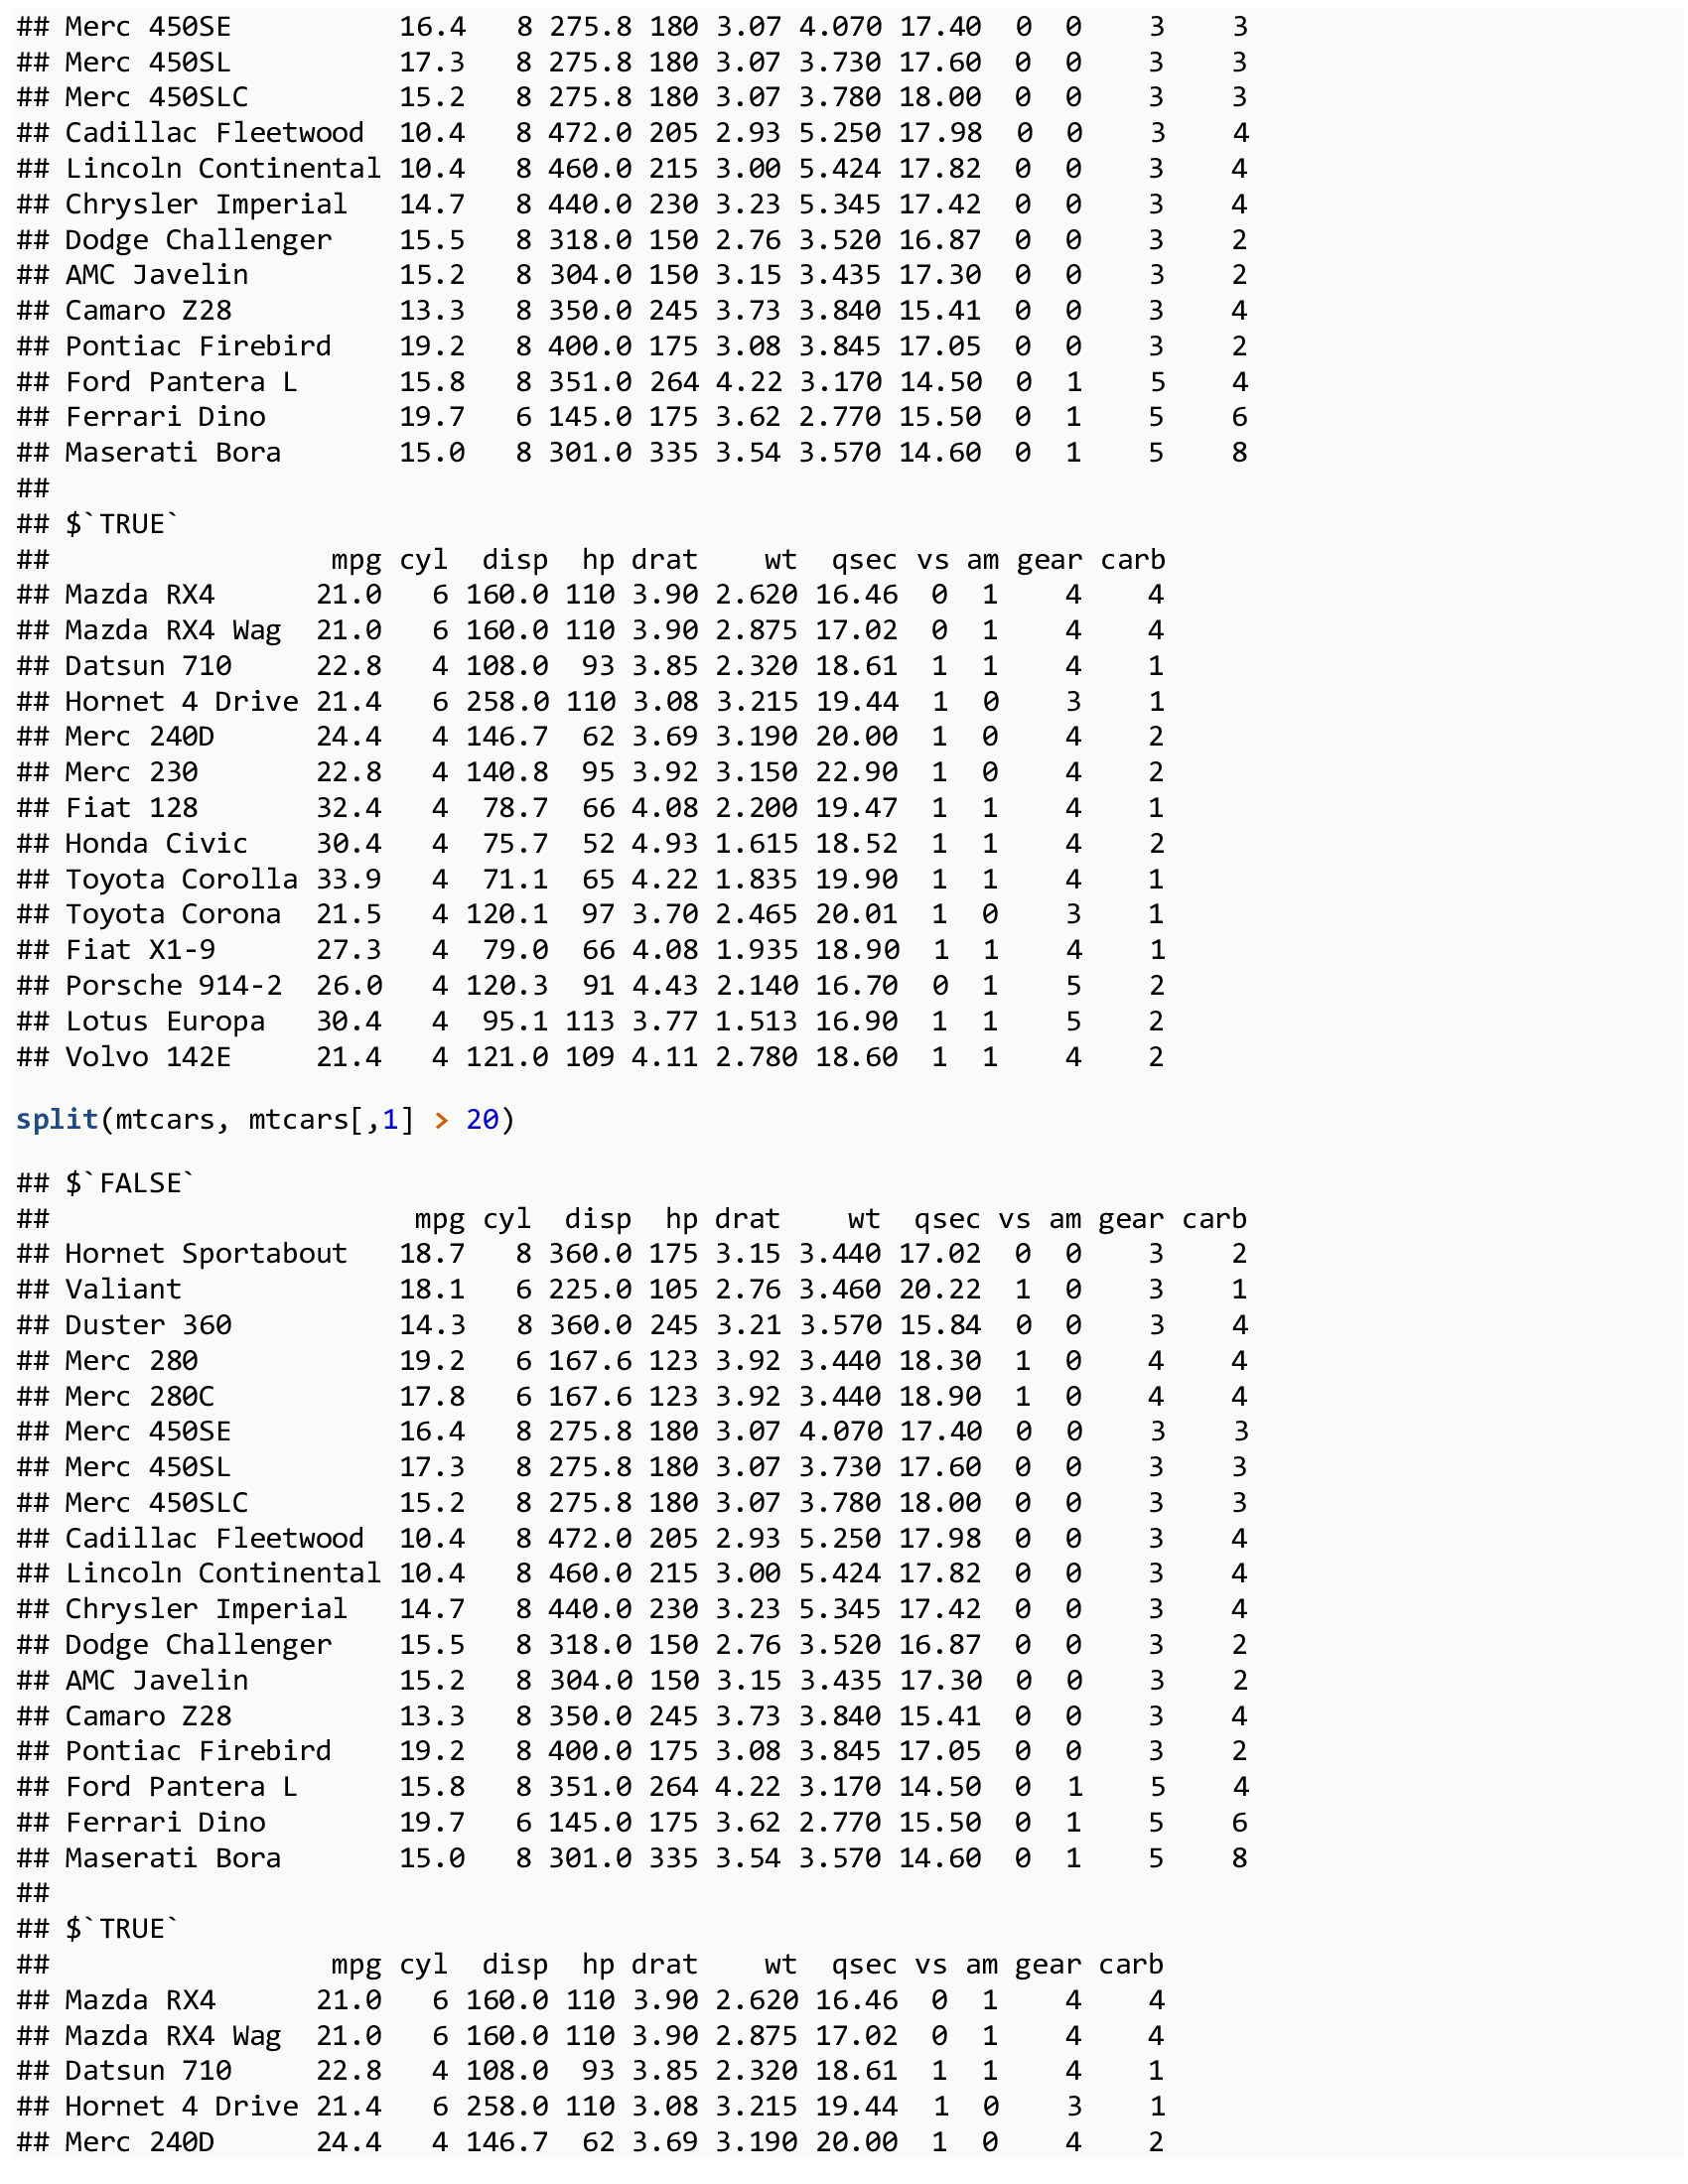 ## Merc 450SE          16.4   8 275.8 180 3.07 4.070 17.40  0  0    3    3
## Merc 450SL          17.3   8 275.8 180 3.07 3.730 17.60  0  0    3    3
## Merc 450SLC         15.2   8 275.8 180 3.07 3.780 18.00  0  0    3    3
## Cadillac Fleetwood  10.4   8 472.0 205 2.93 5.250 17.98  0  0    3    4
## Lincoln Continental 10.4   8 460.0 215 3.00 5.424 17.82  0  0    3    4
## Chrysler Imperial   14.7   8 440.0 230 3.23 5.345 17.42  0  0    3    4
## Dodge Challenger    15.5   8 318.0 150 2.76 3.520 16.87  0  0    3    2
## AMC Javelin         15.2   8 304.0 150 3.15 3.435 17.30  0  0    3    2
## Camaro Z28          13.3   8 350.0 245 3.73 3.840 15.41  0  0    3    4
## Pontiac Firebird    19.2   8 400.0 175 3.08 3.845 17.05  0  0    3    2
## Ford Pantera L      15.8   8 351.0 264 4.22 3.170 14.50  0  1    5    4
## Ferrari Dino        19.7   6 145.0 175 3.62 2.770 15.50  0  1    5    6
## Maserati Bora       15.0   8 301.0 335 3.54 3.570 14.60  0  1    5    8
##
## $`TRUE`
##                 mpg cyl  disp  hp drat    wt  qsec vs am gear carb
## Mazda RX4      21.0   6 160.0 110 3.90 2.620 16.46  0  1    4    4
## Mazda RX4 Wag  21.0   6 160.0 110 3.90 2.875 17.02  0  1    4    4
## Datsun 710     22.8   4 108.0  93 3.85 2.320 18.61  1  1    4    1
## Hornet 4 Drive 21.4   6 258.0 110 3.08 3.215 19.44  1  0    3    1
## Merc 240D      24.4   4 146.7  62 3.69 3.190 20.00  1  0    4    2
## Merc 230       22.8   4 140.8  95 3.92 3.150 22.90  1  0    4    2
## Fiat 128       32.4   4  78.7  66 4.08 2.200 19.47  1  1    4    1
## Honda Civic    30.4   4  75.7  52 4.93 1.615 18.52  1  1    4    2
## Toyota Corolla 33.9   4  71.1  65 4.22 1.835 19.90  1  1    4    1
## Toyota Corona  21.5   4 120.1  97 3.70 2.465 20.01  1  0    3    1
## Fiat X1-9      27.3   4  79.0  66 4.08 1.935 18.90  1  1    4    1
## Porsche 914-2  26.0   4 120.3  91 4.43 2.140 16.70  0  1    5    2
## Lotus Europa   30.4   4  95.1 113 3.77 1.513 16.90  1  1    5    2
## Volvo 142E     21.4   4 121.0 109 4.11 2.780 18.60  1  1    4    2
split(mtcars, mtcars[,1] > 20)
## $`FALSE`
##                      mpg cyl  disp  hp drat    wt  qsec vs am gear carb
## Hornet Sportabout   18.7   8 360.0 175 3.15 3.440 17.02  0  0    3    2
## Valiant             18.1   6 225.0 105 2.76 3.460 20.22  1  0    3    1
## Duster 360          14.3   8 360.0 245 3.21 3.570 15.84  0  0    3    4
## Merc 280            19.2   6 167.6 123 3.92 3.440 18.30  1  0    4    4
## Merc 280C           17.8   6 167.6 123 3.92 3.440 18.90  1  0    4    4
## Merc 450SE          16.4   8 275.8 180 3.07 4.070 17.40  0  0    3    3
## Merc 450SL          17.3   8 275.8 180 3.07 3.730 17.60  0  0    3    3
## Merc 450SLC         15.2   8 275.8 180 3.07 3.780 18.00  0  0    3    3
## Cadillac Fleetwood  10.4   8 472.0 205 2.93 5.250 17.98  0  0    3    4
## Lincoln Continental 10.4   8 460.0 215 3.00 5.424 17.82  0  0    3    4
## Chrysler Imperial   14.7   8 440.0 230 3.23 5.345 17.42  0  0    3    4
## Dodge Challenger    15.5   8 318.0 150 2.76 3.520 16.87  0  0    3    2
## AMC Javelin         15.2   8 304.0 150 3.15 3.435 17.30  0  0    3    2
## Camaro Z28          13.3   8 350.0 245 3.73 3.840 15.41  0  0    3    4
## Pontiac Firebird    19.2   8 400.0 175 3.08 3.845 17.05  0  0    3    2
## Ford Pantera L      15.8   8 351.0 264 4.22 3.170 14.50  0  1    5    4
## Ferrari Dino        19.7   6 145.0 175 3.62 2.770 15.50  0  1    5    6
## Maserati Bora       15.0   8 301.0 335 3.54 3.570 14.60  0  1    5    8
##
## $`TRUE`
##                 mpg cyl  disp  hp drat    wt  qsec vs am gear carb
## Mazda RX4      21.0   6 160.0 110 3.90 2.620 16.46  0  1    4    4
## Mazda RX4 Wag  21.0   6 160.0 110 3.90 2.875 17.02  0  1    4    4
## Datsun 710     22.8   4 108.0  93 3.85 2.320 18.61  1  1    4    1
## Hornet 4 Drive 21.4   6 258.0 110 3.08 3.215 19.44  1  0    3    1
## Merc 240D      24.4   4 146.7  62 3.69 3.190 20.00  1  0    4    2